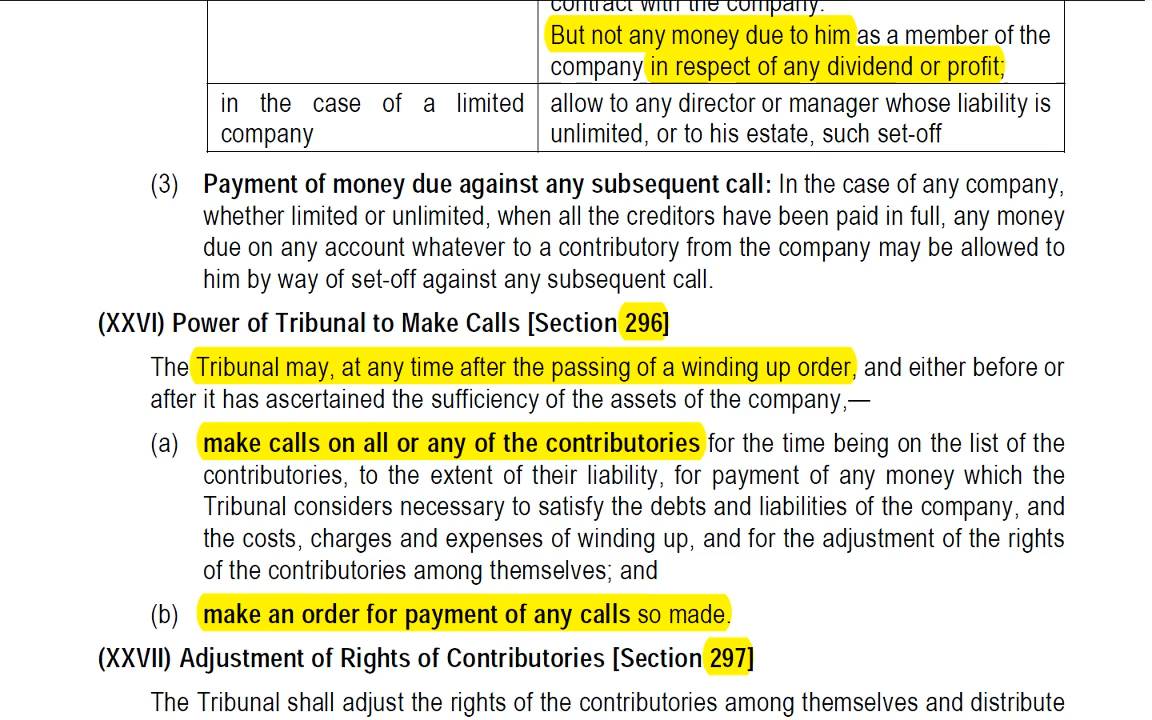 contract with the company.
But not any money due to him as a member of the
company in respect of any dividend or profit;
in the case of a limited
company
allow to any director or manager whose liability is
unlimited, or to his estate, such set-off
(3) Payment of money due against any subsequent call: In the case of any company,
whether limited or unlimited, when all the creditors have been paid in full, any money
due on any account whatever to a contributory from the company may be allowed to
him by way of set-off against any subsequent call.
(XXVI) Power of Tribunal to Make Calls [Section 296]
The Tribunal may, at any time after the passing of a winding up order, and either before or
after it has ascertained the sufficiency of the assets of the company,—
(a) make calls on all or any of the contributories for the time being on the list of the
contributories, to the extent of their liability, for payment of any money which the
Tribunal considers necessary to satisfy the debts and liabilities of the company, and
the costs, charges and expenses of winding up, and for the adjustment of the rights
of the contributories among themselves; and
(b) make an order for payment of any calls so made.
(XXVII) Adjustment of Rights of Contributories [Section 297]
The Tribunal shall adjust the rights of the contributories among themselves and distribute